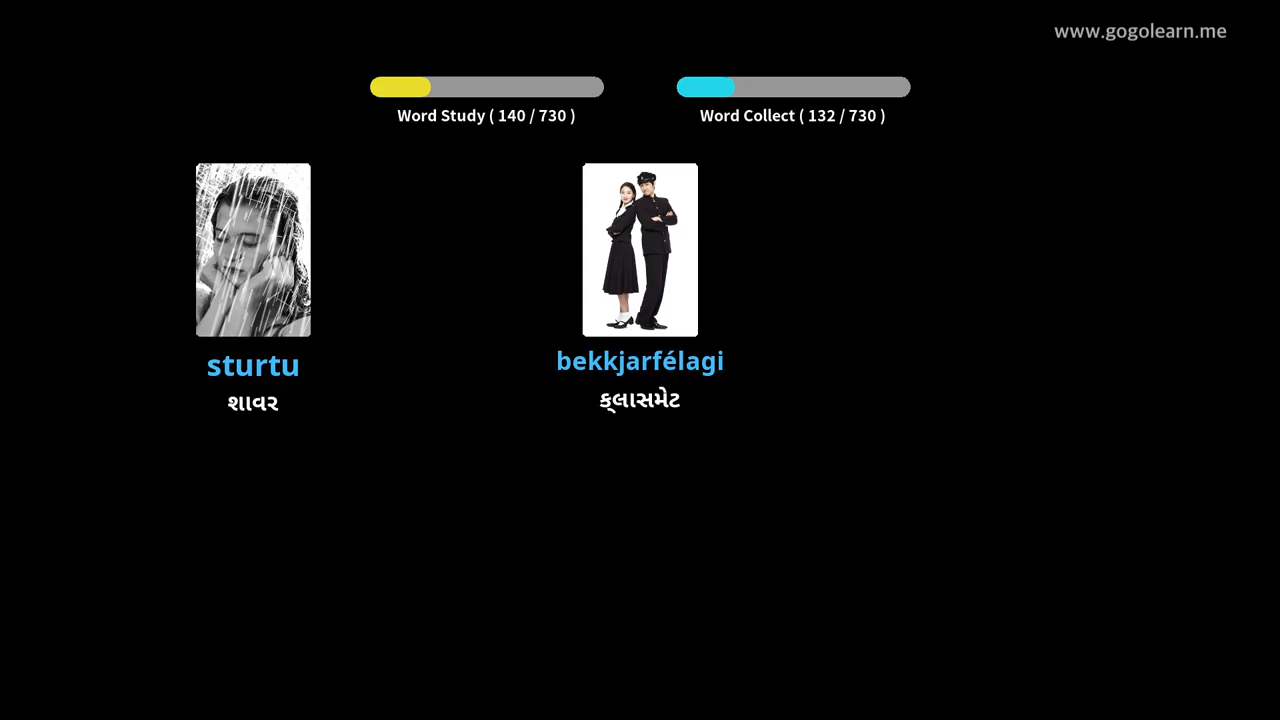 www.gogolearn.me
Word Study ( 140 / 730 )
Word Collect ( 132 / 730 )
sturtu
શાવર
bekkjarfélagi
ક્લાસમેટ